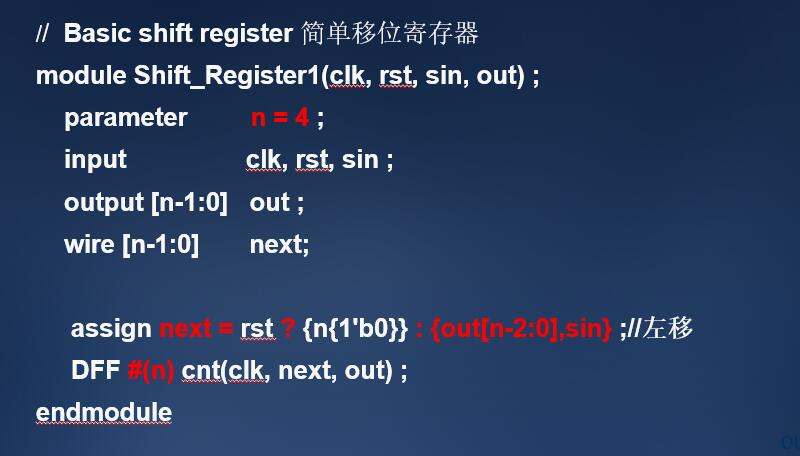 // Basic shift register 简单移位寄存器
module Shift_Register1(clk, rst, sin, out) ;
parameter n = 4 ;
input clk, rst, sin ;
output [n-1:0] out ;
wire [n-1:0] next;
assign next = rst ? {n{1'b0}} : {out[n-2:0],sin} ;//左移
DFF #(n) cnt(clk, next, out) ;
endmodule